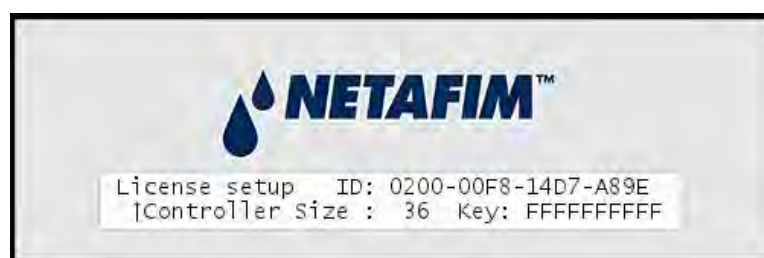 NETAFIM™
License setup ID: 0200-00F8-14D7-A89E
↑Controller Size : 36 Key: FFFFFFFFFF